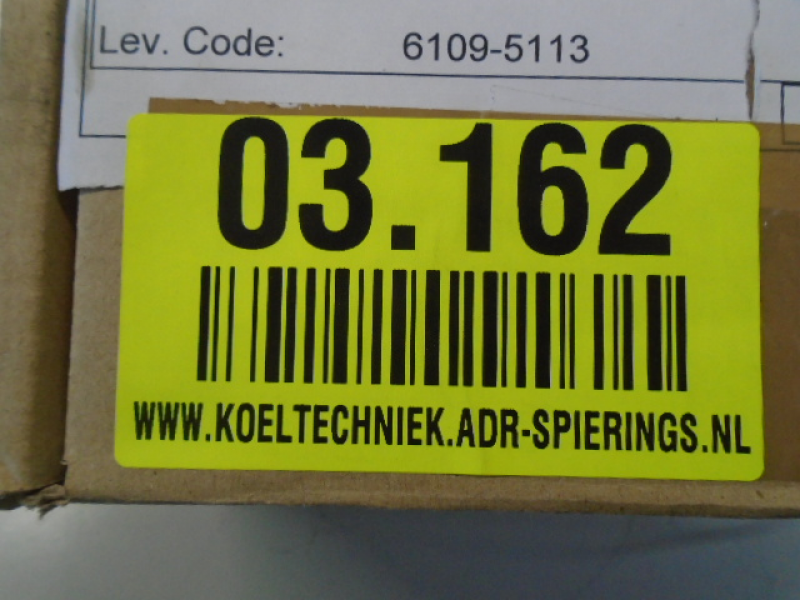 Lev. Code: 6109-5113
03.162
WWW.KOELTECHNIEK.ADR-SPIERINGS.NL